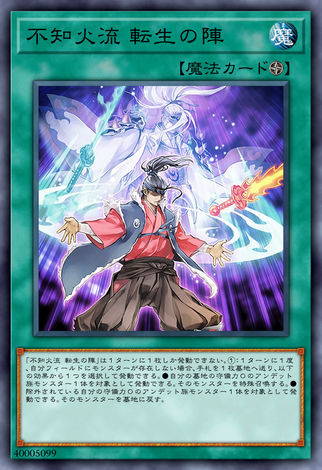 不知火流 転生の陣
魔
【魔法カード】
「不知火流 転生の陣」は１ターンに１枚しか発動できない。①：１ターンに１度、
自分フィールドにモンスターが存在しない場合、手札を１枚墓地へ送り、以下
の効果から１つを選択して発動できる。●自分の墓地の守備力０のアンデット
族モンスター１体を対象として発動できる。そのモンスターを特殊召喚する。●
除外されている自分の守備力０のアンデット族モンスター１体を対象として発
動できる。そのモンスターを墓地に戻す。
40005099